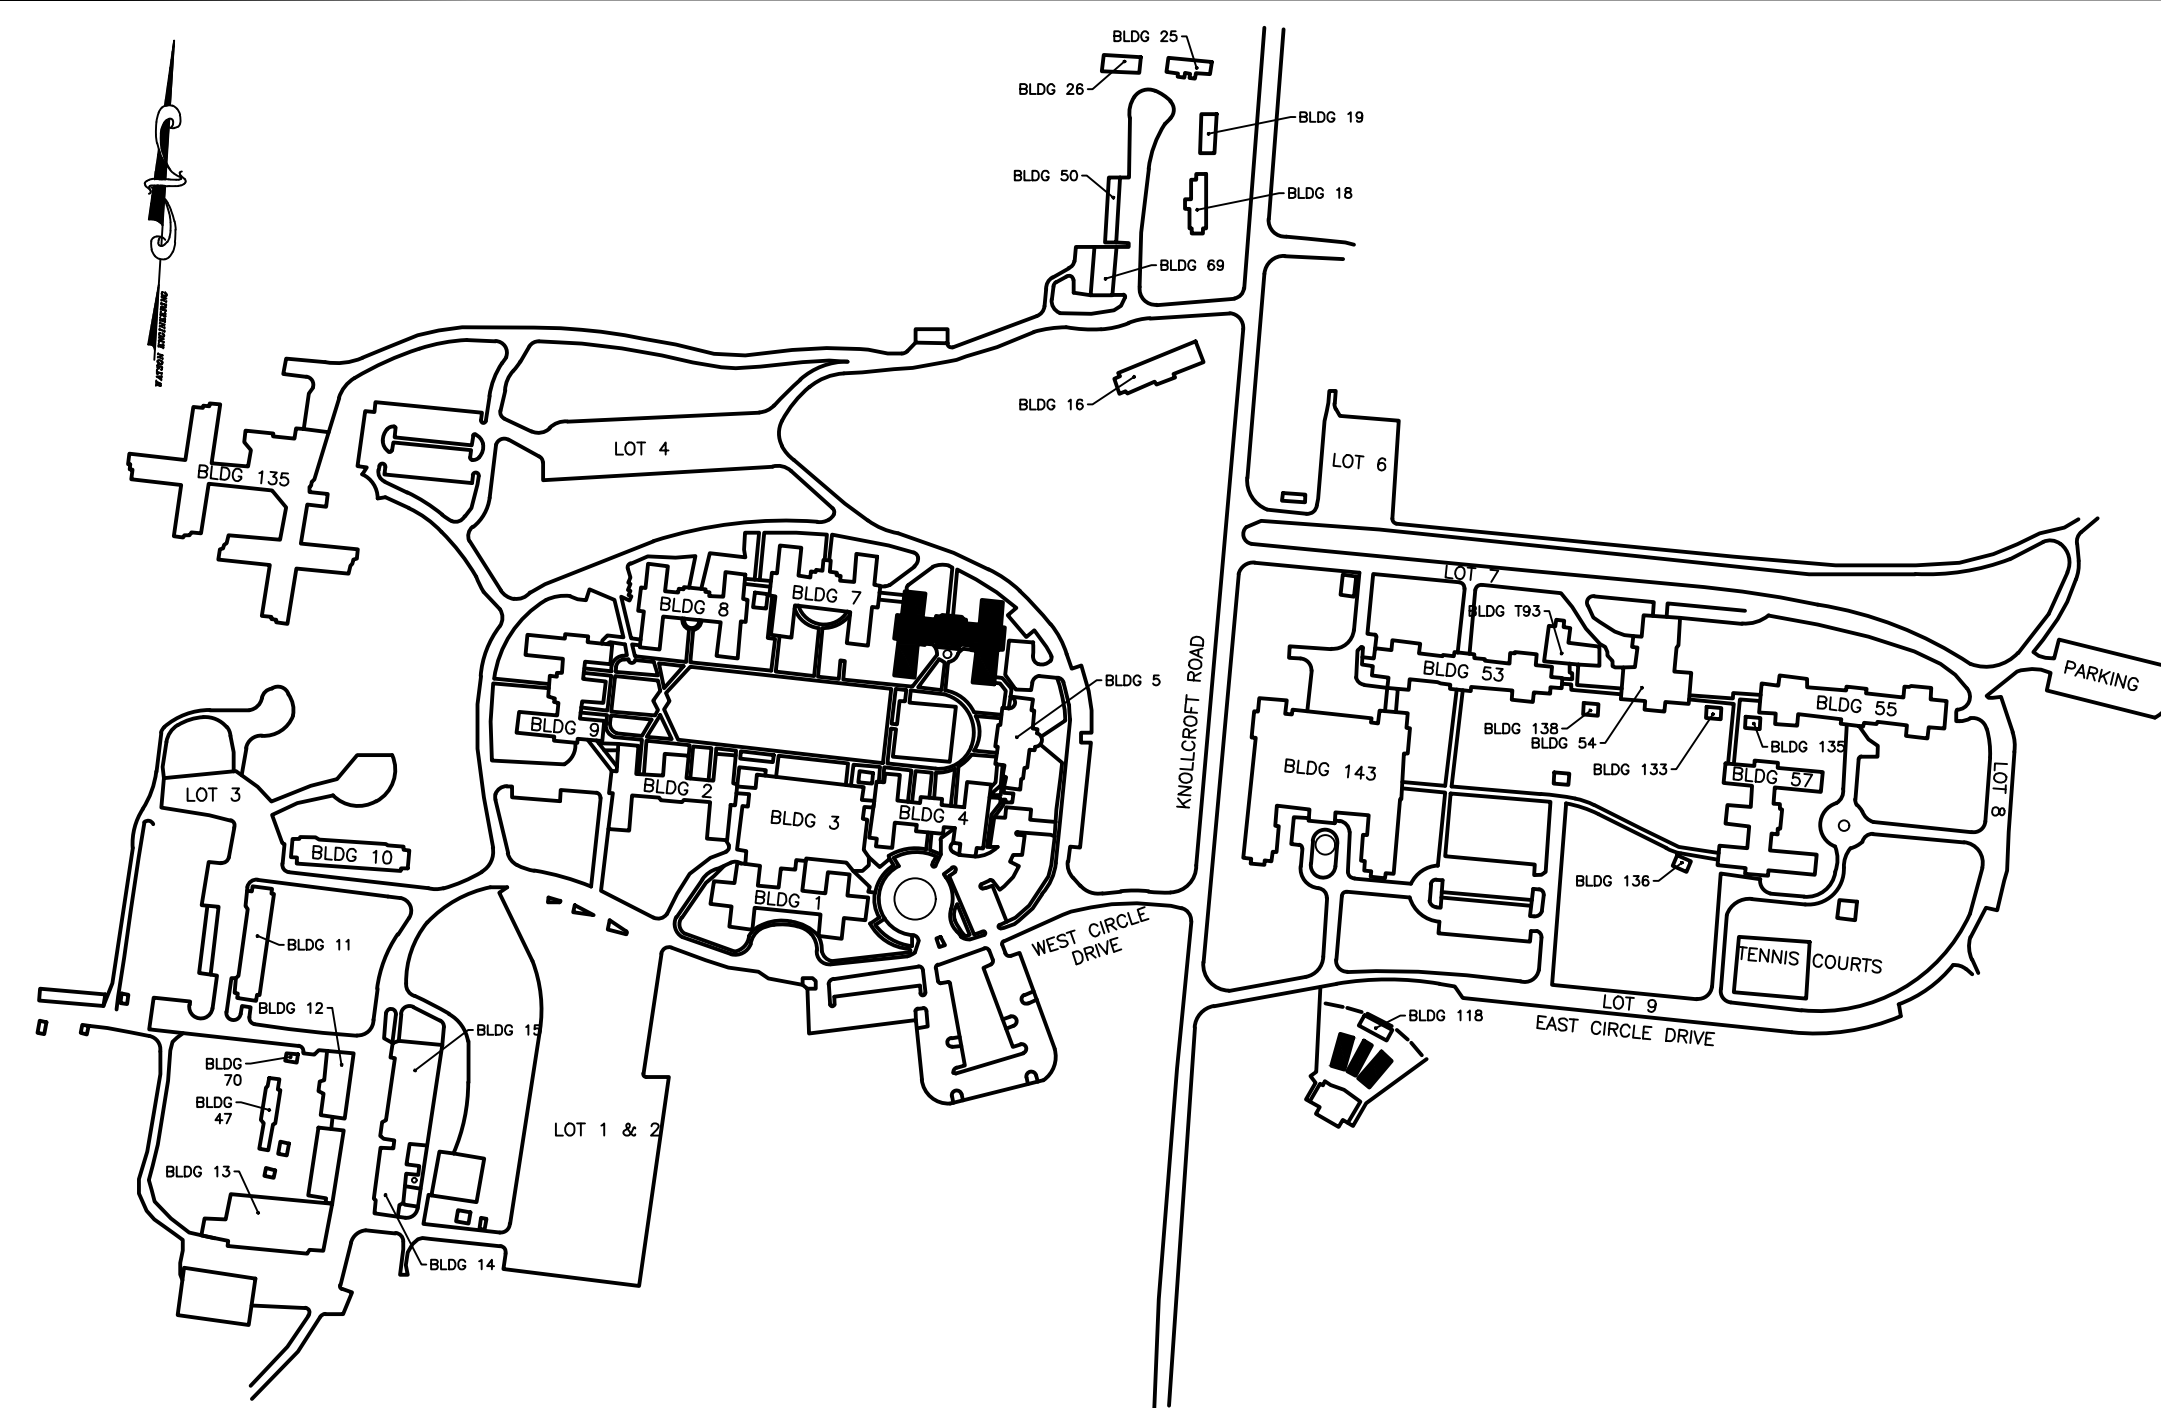 BLDG 25
BLDG 26
BLDG 19
BLDG 50
BLDG 18
BLDG 69
WATSON ENGINEERING
BLDG 16
LOT 4
LOT 6
BLDG 135
LOT 7
BLDG 8
BLDG 7
BLDG T93
KNOLLCROFT ROAD
BLDG 53
PARKING
BLDG 5
BLDG 55
BLDG 9
BLDG 138
BLDG 54
BLDG 135
BLDG 133
BLDG 143
BLDG 57
LOT 8
BLDG 2
LOT 3
BLDG 3
BLDG 4
BLDG 10
BLDG 136
BLDG 1
WEST CIRCLE
DRIVE
BLDG 11
TENNIS COURTS
LOT 9
BLDG 12
BLDG 118
BLDG 15
EAST CIRCLE DRIVE
BLDG
70
BLDG
47
LOT 1 & 2
BLDG 13
BLDG 14